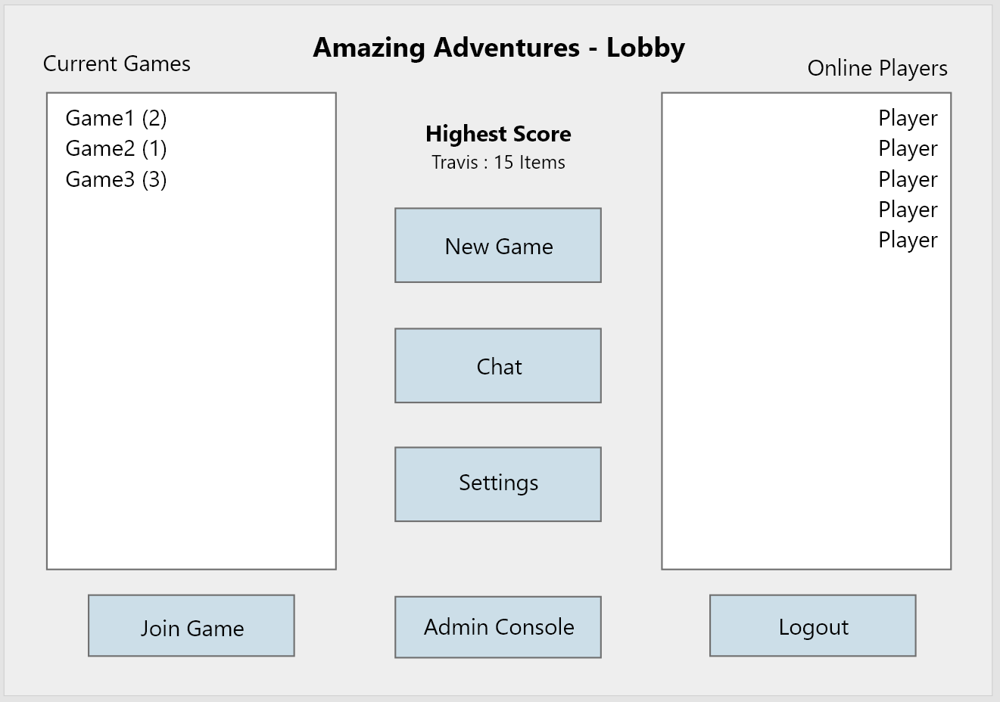 Amazing Adventures - Lobby
Current Games
Game1 (2)
Game2 (1)
Game3 (3)
Join Game
Highest Score
Travis : 15 Items
New Game
Chat
Settings
Admin Console
Online Players
Player
Player
Player
Player
Player
Logout